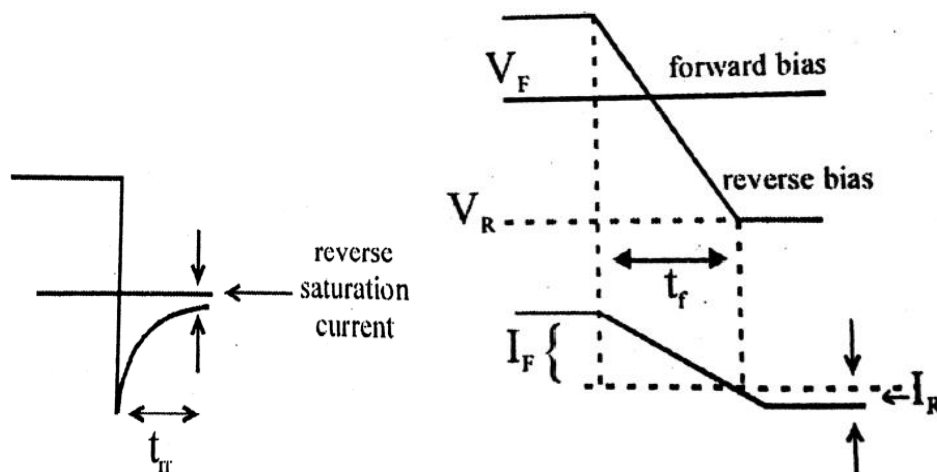 reverse
saturation
current
t_rr
V_F
forward bias
reverse bias
V_R
t_f
I_F {
I_R